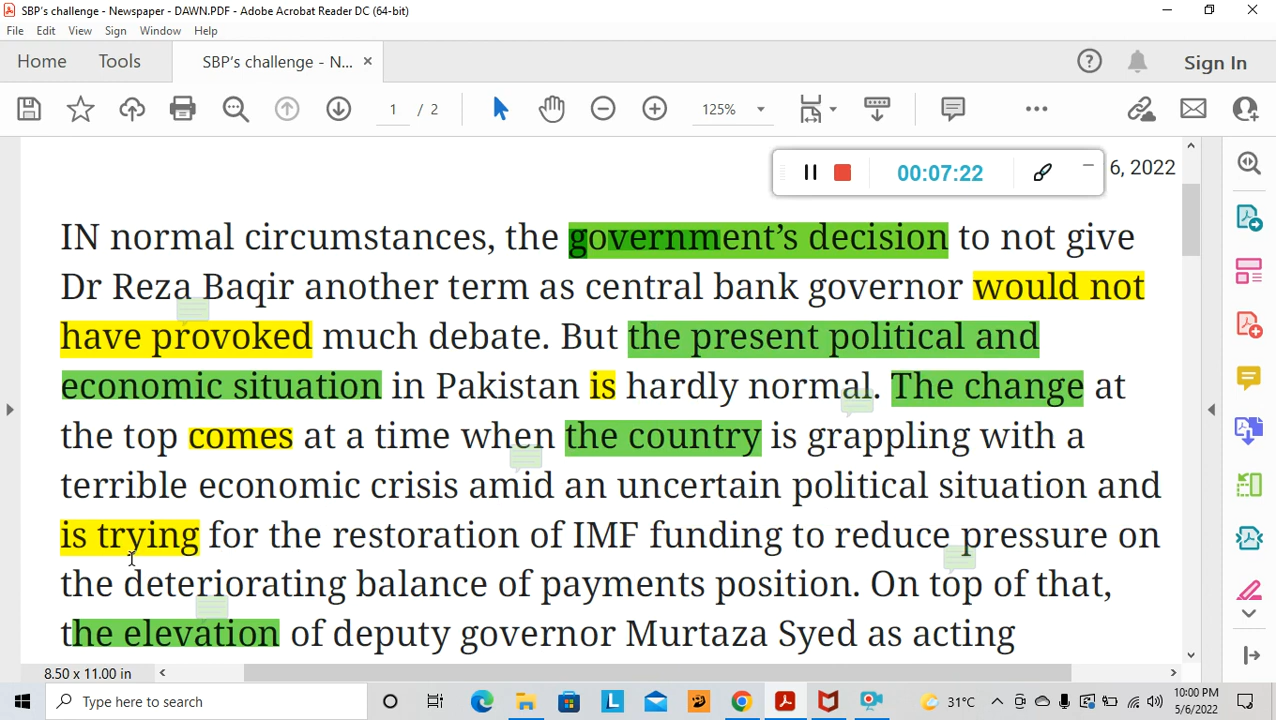 SBP's challenge - Newspaper - DAWN.PDF - Adobe Acrobat Reader DC (64-bit)
File Edit View Sign Window Help
Home Tools SBP's challenge - N... × Sign In
1 / 2 125%
00:07:22 6, 2022
IN normal circumstances, the government's decision to not give
Dr Reza Baqir another term as central bank governor would not
have provoked much debate. But the present political and
economic situation in Pakistan is hardly normal. The change at
the top comes at a time when the country is grappling with a
terrible economic crisis amid an uncertain political situation and
is trying for the restoration of IMF funding to reduce pressure on
the deteriorating balance of payments position. On top of that,
the elevation of deputy governor Murtaza Syed as acting
8.50 x 11.00 in
Type here to search 31°C 10:00 PM
5/6/2022